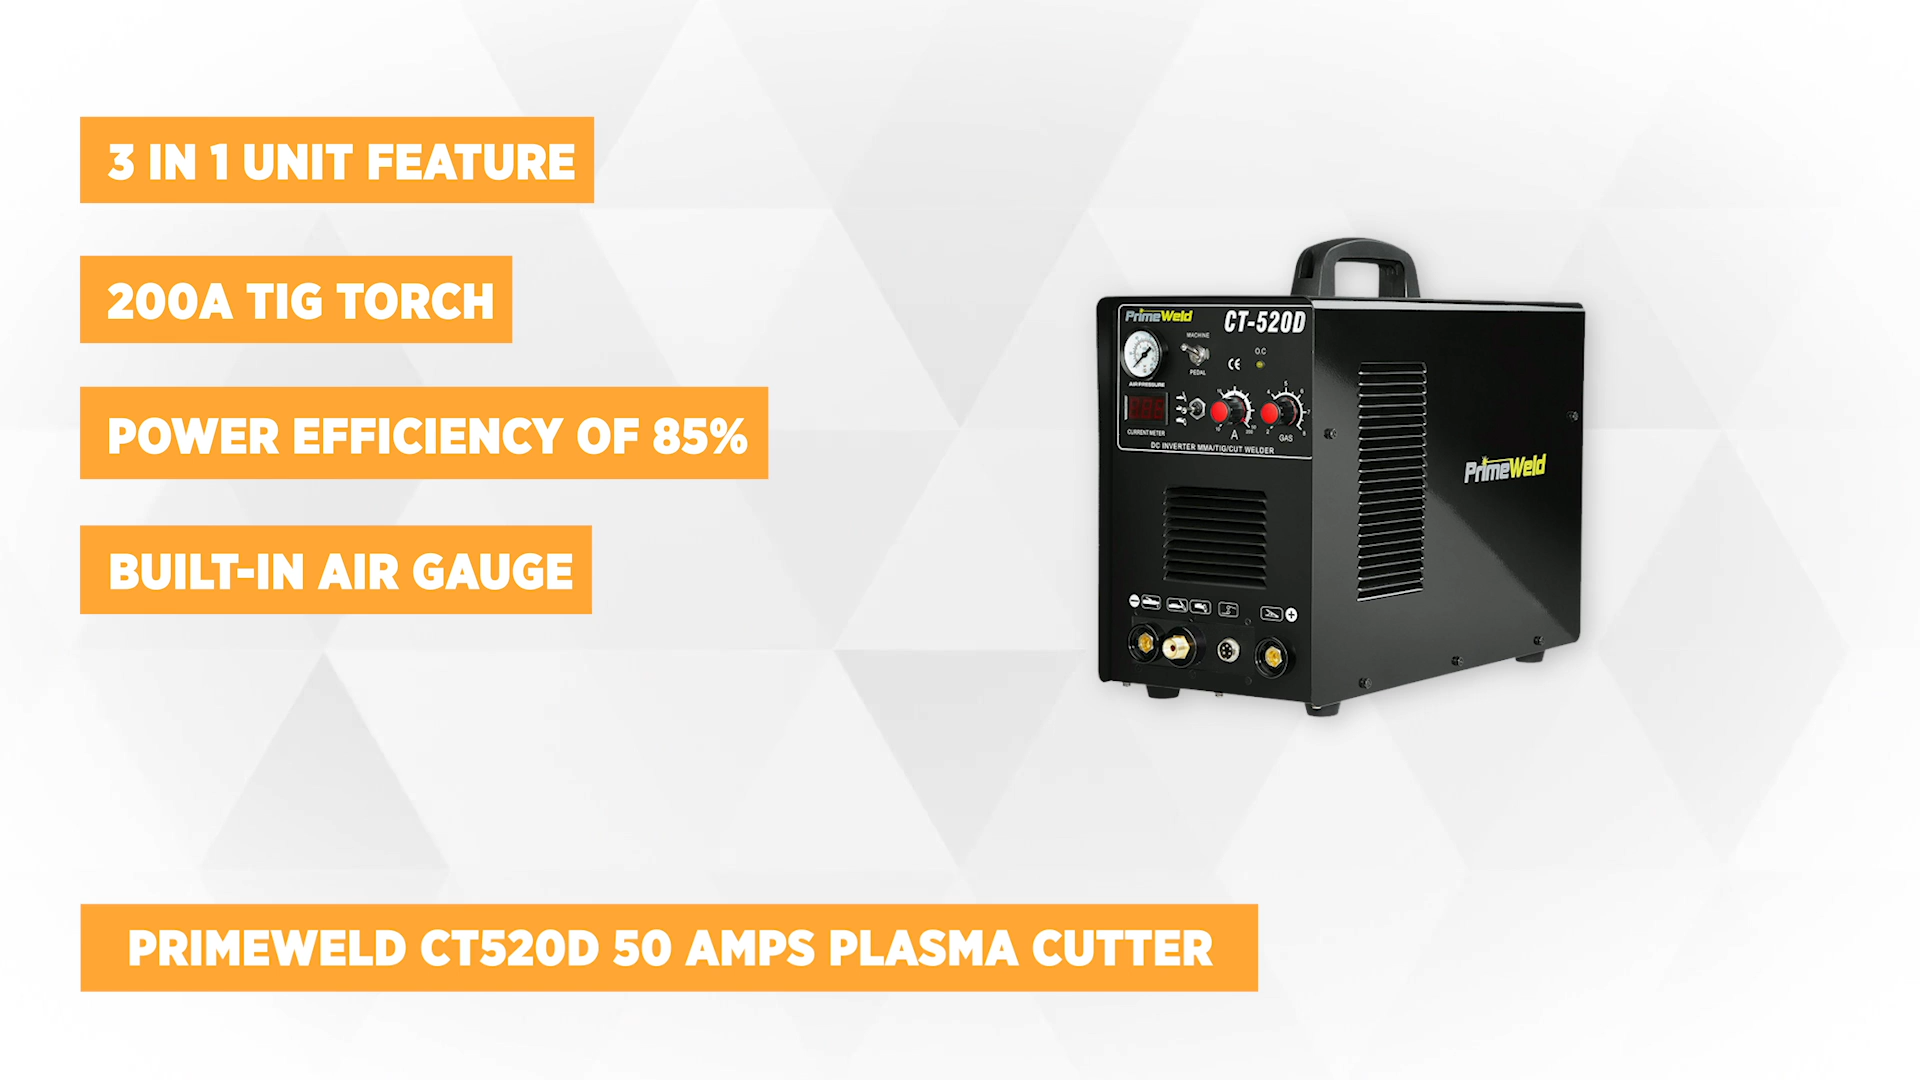 3 IN 1 UNIT FEATURE
200A TIG TORCH
POWER EFFICIENCY OF 85%
BUILT-IN AIR GAUGE
PrimeWeld
CT-520D
MACHINE
O.C
CE
PEDAL
AIR PRESSURE
CURRENT METER
A
GAS
DC INVERTER MMA/TIG/CUT WELDER
PrimeWeld
PRIMEWELD CT520D 50 AMPS PLASMA CUTTER